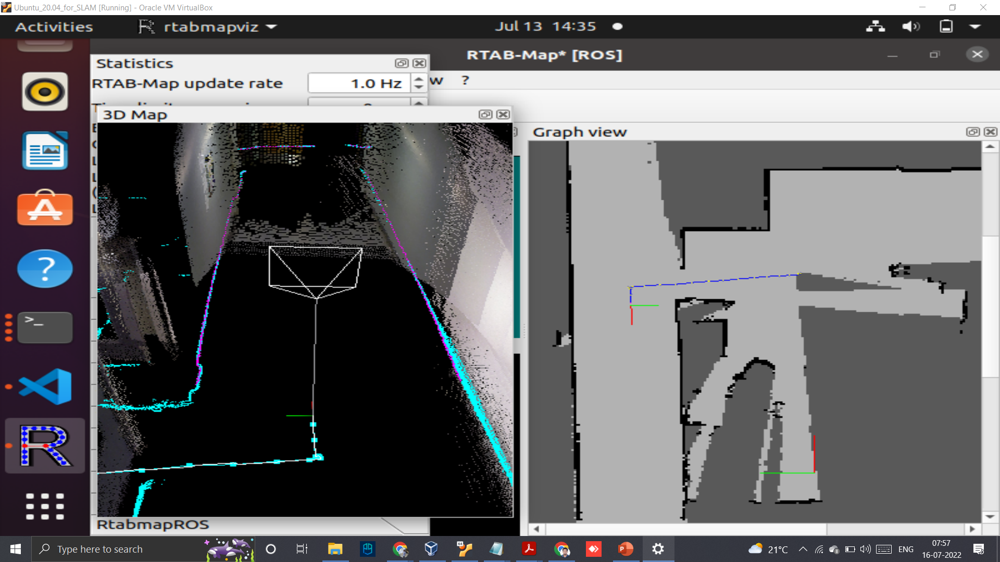 Ubuntu_20.04_for_SLAM [Running] - Oracle VM VirtualBox
Activities
rtabmapviz
Jul 13 14:35
RTAB-Map* [ROS]
Statistics
RTAB-Map update rate
1.0 Hz
w ?
3D Map
Graph view
RtabmapROS
Type here to search
21°C
ENG
07:57
16-07-2022